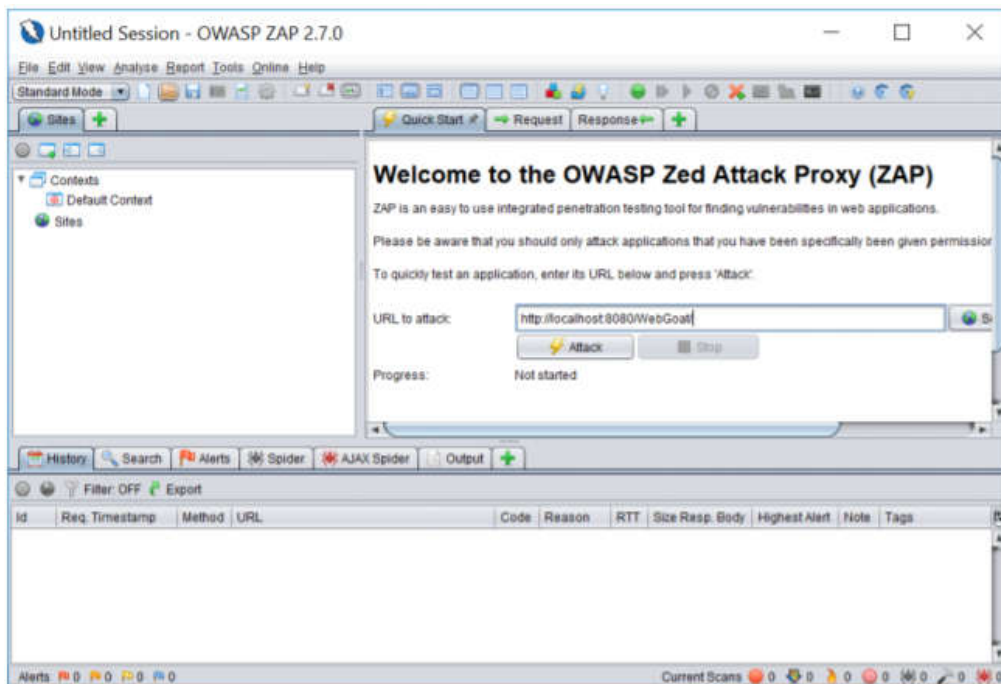 Untitled Session - OWASP ZAP 2.7.0
File Edit View Analyse Report Tools Online Help
Standard Mode
Sites
Quick Start
Request
Response
Contexts
Default Context
Sites
Welcome to the OWASP Zed Attack Proxy (ZAP)
ZAP is an easy to use integrated penetration testing tool for finding vulnerabilities in web applications.
Please be aware that you should only attack applications that you have been specifically been given permission
To quickly test an application, enter its URL below and press 'Attack'.
URL to attack:
http://localhost:8080/WebGoat/
Attack
Stop
Progress:
Not started
History
Search
Alerts
Spider
AJAX Spider
Output
Filter: OFF
Export
Id Req. Timestamp Method URL Code Reason RTT Size Resp. Body Highest Alert Note Tags
Alerts 0 0 0 0
Current Scans 0 0 0 0 0 0 0